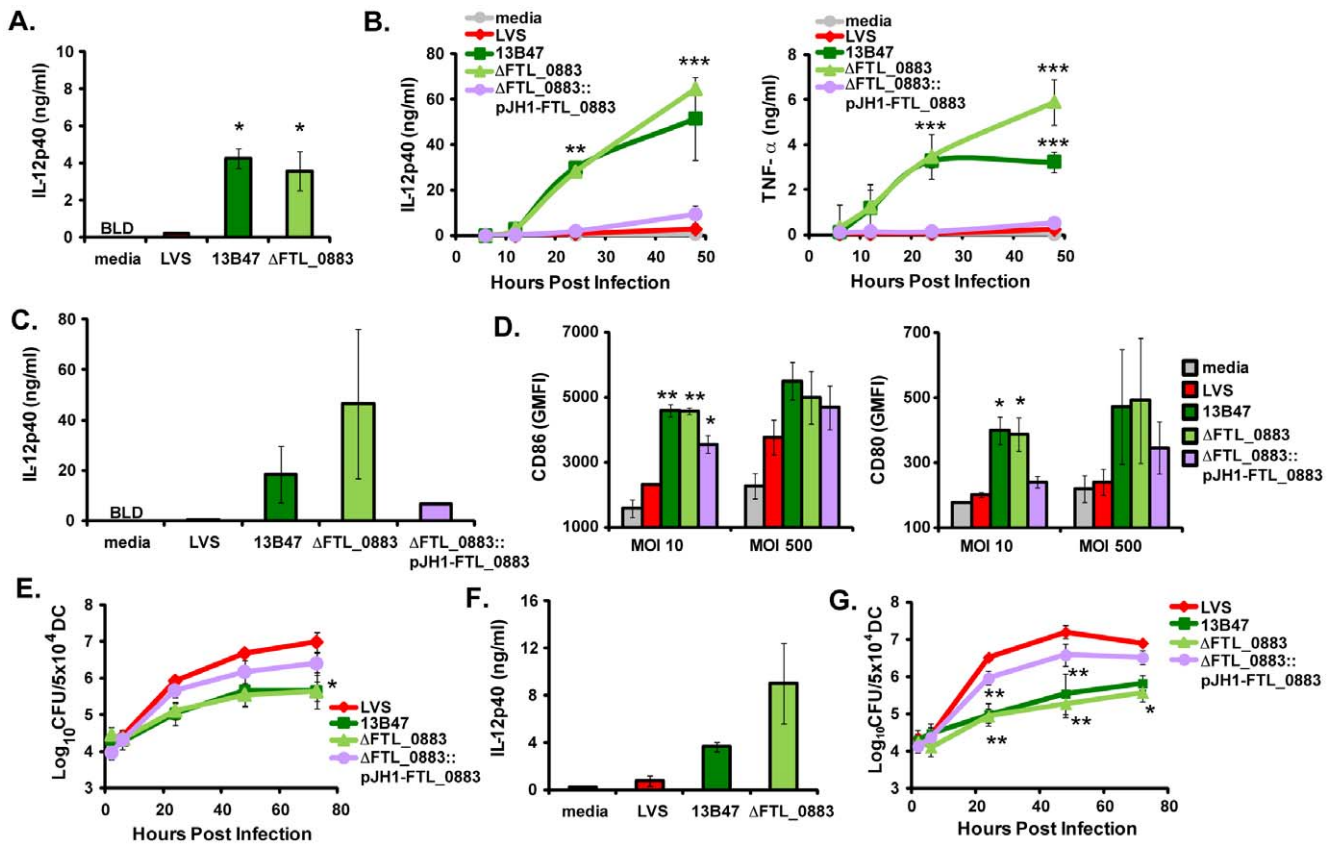 A.
IL-12p40 (ng/ml)
10
8
6
4
2
0
BLD
*
*
media LVS 13B47 ΔFTL_0883
B.
media
LVS
13B47
ΔFTL_0883
ΔFTL_0883::
pJH1-FTL_0883
IL-12p40 (ng/ml)
80
60
40
20
0
**
***
0 10 20 30 40 50
Hours Post Infection
media
LVS
13B47
ΔFTL_0883
ΔFTL_0883::
pJH1-FTL_0883
TNF- α (ng/ml)
8
6
4
2
0
***
***
***
0 10 20 30 40 50
Hours Post Infection
C.
IL-12p40 (ng/ml)
80
60
40
20
0
BLD
media LVS 13B47 ΔFTL_0883 ΔFTL_0883::
pJH1-FTL_0883
D.
CD86 (GMFI)
7000
5000
3000
1000
** ** *
MOI 10 MOI 500
CD80 (GMFI)
700
500
300
100
* *
MOI 10 MOI 500
media
LVS
13B47
ΔFTL_0883
ΔFTL_0883::
pJH1-FTL_0883
E.
Log10CFU/5x10⁴DC
8
7
6
5
4
3
*
0 20 40 60 80
Hours Post Infection
LVS
13B47
ΔFTL_0883
ΔFTL_0883::
pJH1-FTL_0883
F.
IL-12p40 (ng/ml)
16
12
8
4
0
media LVS 13B47 ΔFTL_0883
G.
Log10CFU/5x10⁴DC
8
7
6
5
4
3
**
**
**
**
*
0 20 40 60 80
Hours Post Infection
LVS
13B47
ΔFTL_0883
ΔFTL_0883::
pJH1-FTL_0883